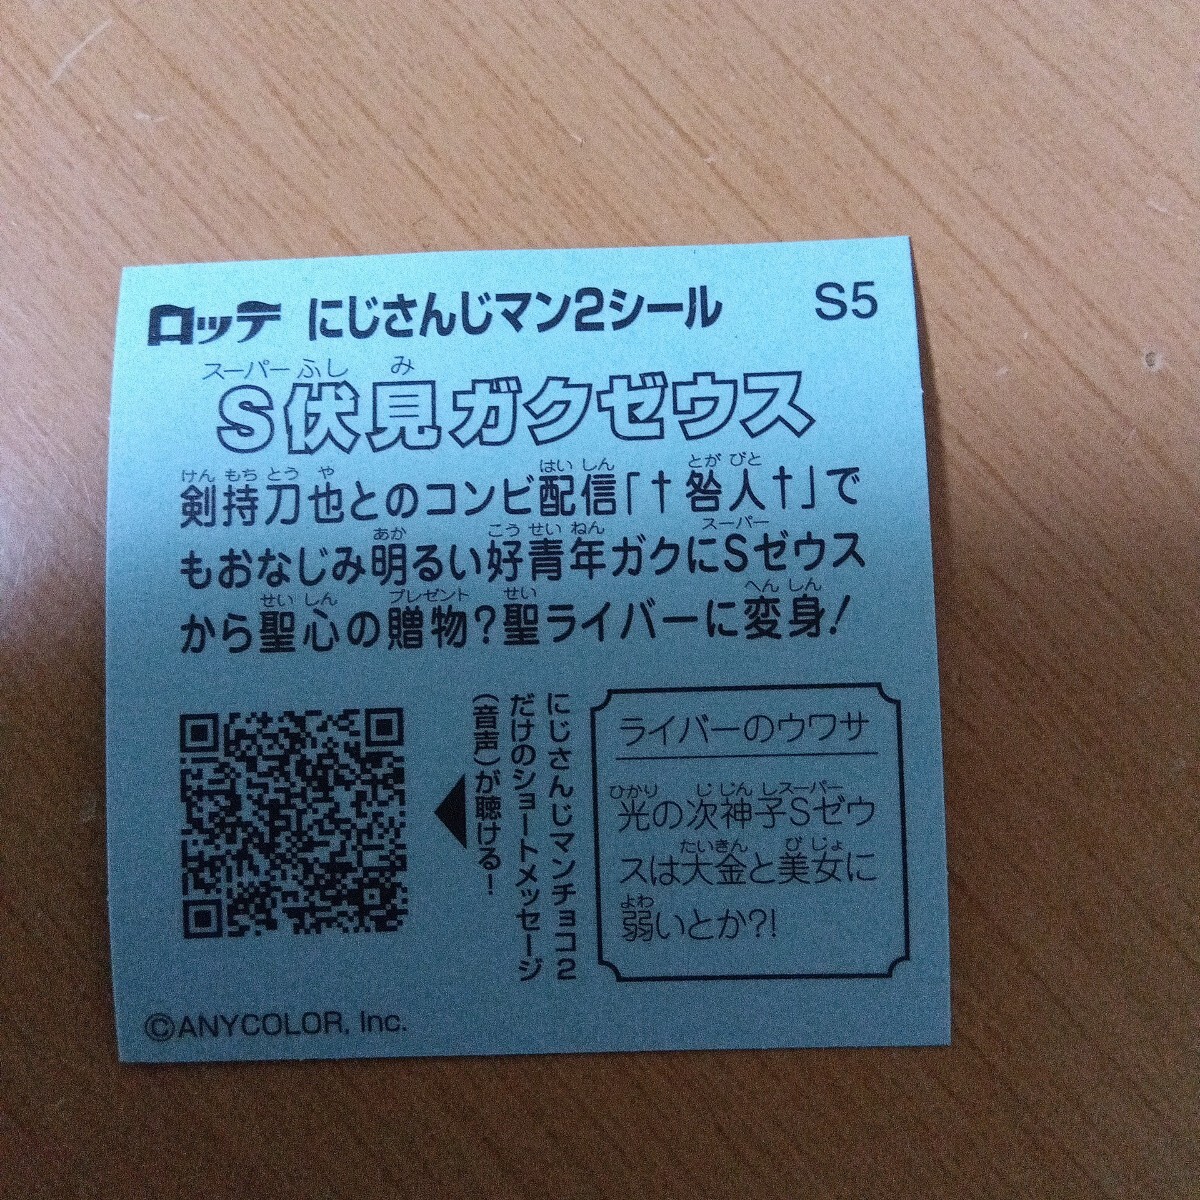 ロッテ にじさんじマン2シール S5
スーパー ふし み
S伏見ガクゼウス
けん もち とう や はい しん とが びと
剣持刀也とのコンビ配信「†咎人†」で
あか こう せい ねん スーパー
もおなじみ明るい好青年ガクにSゼウス
せい しん プレゼント せい へん しん
から聖心の贈物?聖ライバーに変身!
にじさんじマンチョコ2
だけのショートメッセージ
(音声)が聴ける!
ライバーのウワサ
ひかり じ じん し スーパー
光の次神子Sゼウ
たいきん び じょ
スは大金と美女に
よわ
弱いとか?!
©ANYCOLOR, Inc.